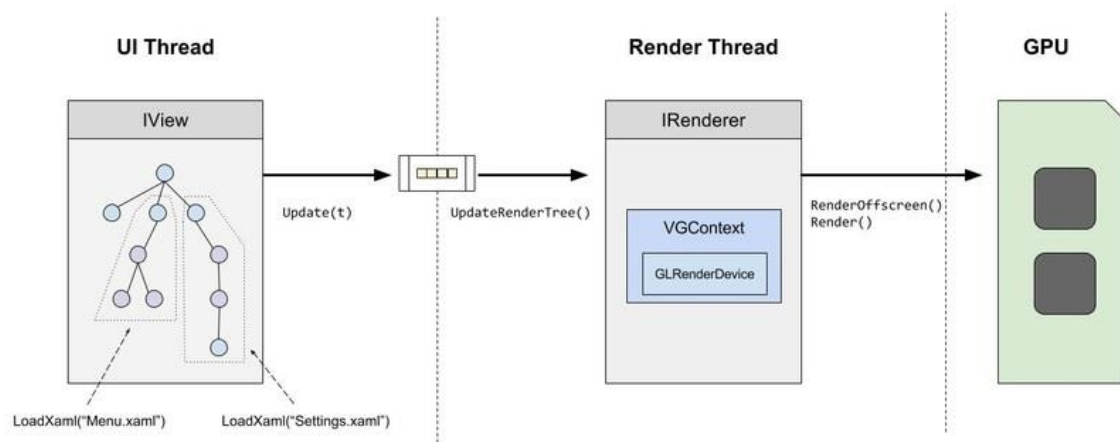 UI Thread
Render Thread
GPU
IView
IRenderer
Update(t)
UpdateRenderTree()
RenderOffscreen()
Render()
VGContext
GLRenderDevice
LoadXaml(“Menu.xaml”)
LoadXaml(“Settings.xaml”)